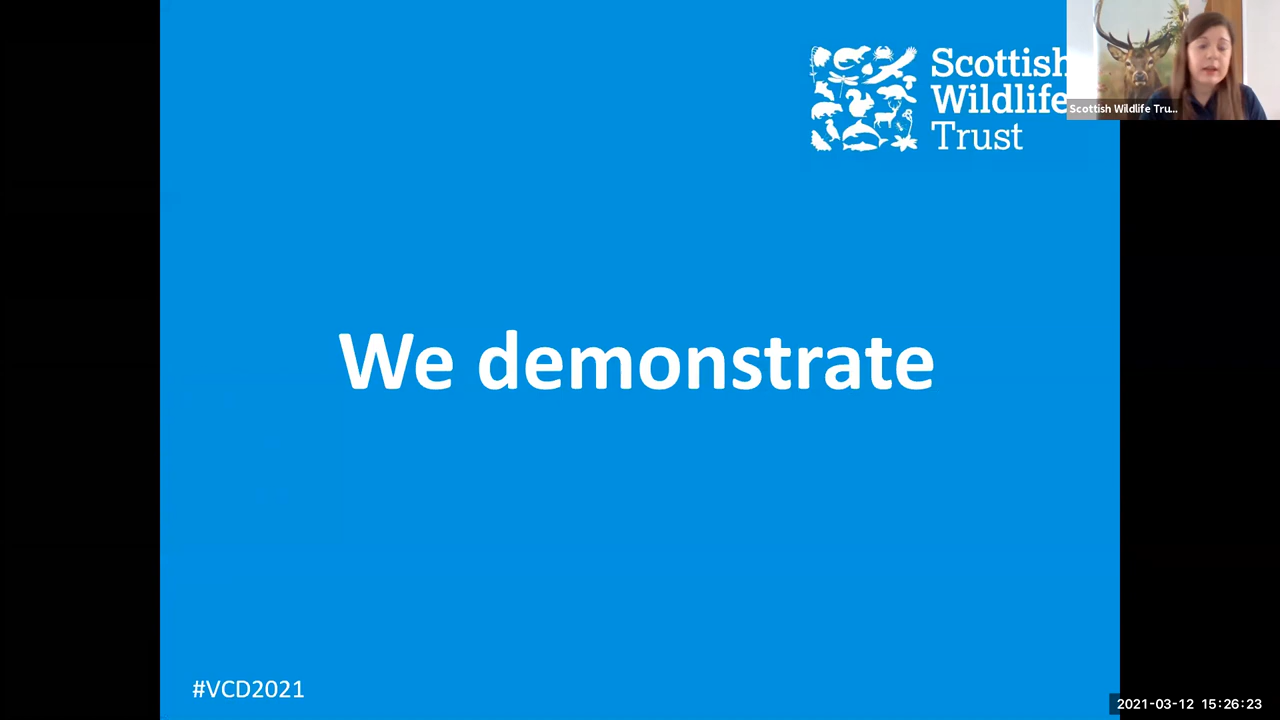 Scottish
Wildlife
Trust
Scottish Wildlife Tru...
We demonstrate
#VCD2021
2021-03-12 15:26:23